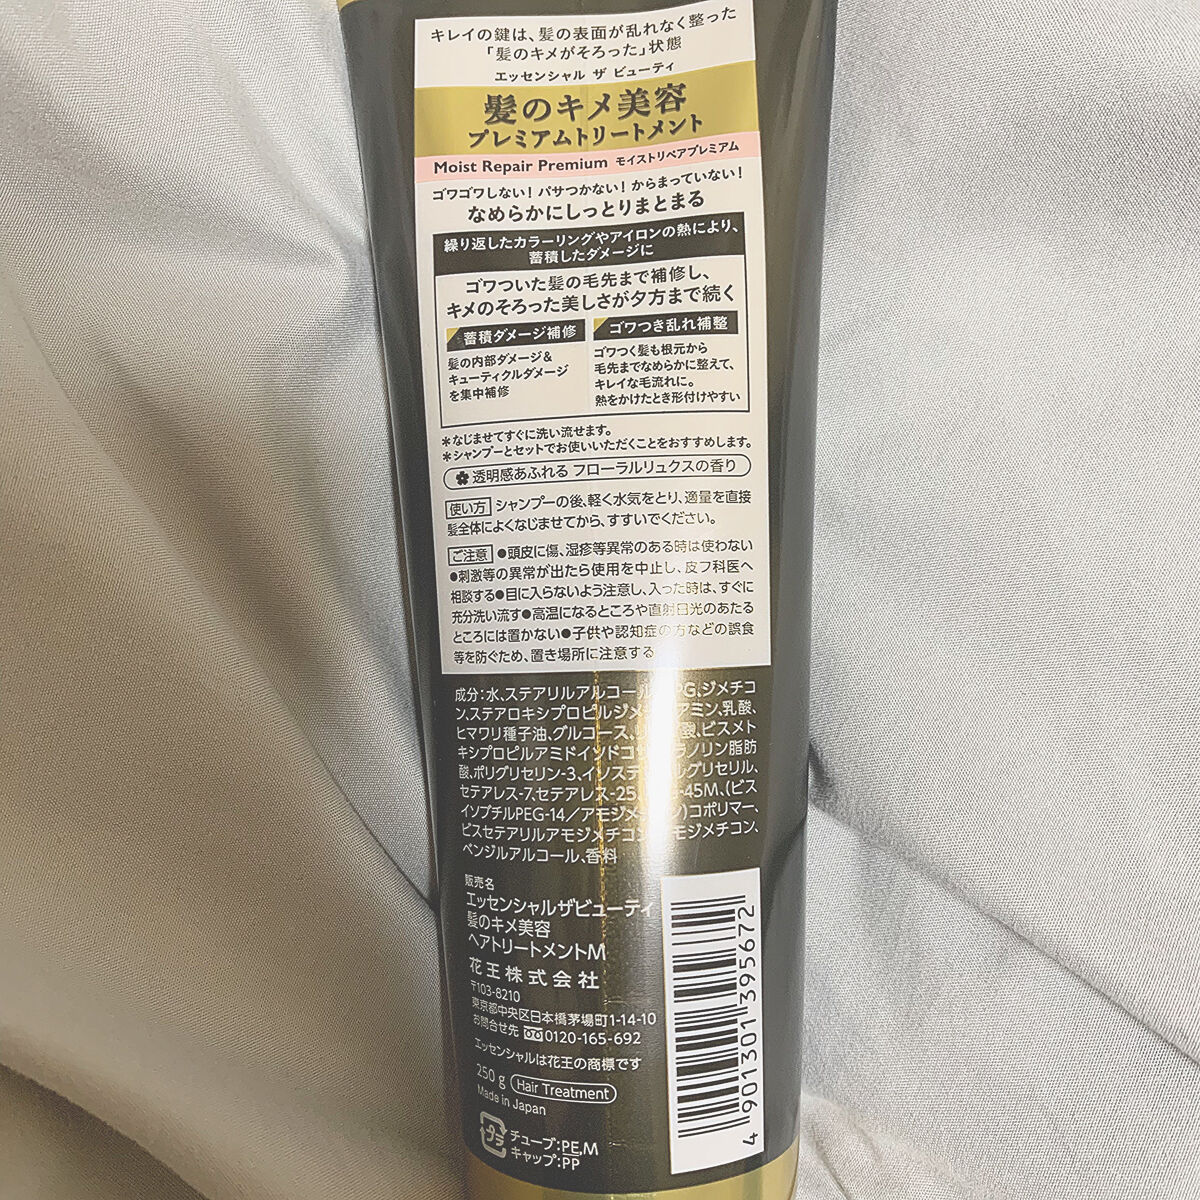 キレイの鍵は、髪の表面が乱れなく整った
「髪のキメがそろった」状態
エッセンシャル ザ ビューティ
髪のキメ美容
プレミアムトリートメント
Moist Repair Premium モイストリペアプレミアム
ゴワゴワしない! パサつかない! からまっていない!
なめらかにしっとりまとまる
繰り返したカラーリングやアイロンの熱により、
蓄積したダメージに
ゴワついた髪の毛先まで補修し、
キメのそろった美しさが夕方まで続く
蓄積ダメージ補修
髪の内部ダメージ&
キューティクルダメージ
を集中補修
ゴワつき乱れ補整
ゴワつく髪も根元から
毛先までなめらかに整えて、
キレイな毛流れに。
熱をかけたとき形付けやすい
*なじませてすぐに洗い流せます。
*シャンプーとセットでお使いいただくことをおすすめします。
透明感あふれる フローラルリュクスの香り
使い方 シャンプーの後、軽く水気をとり、適量を直接
髪全体によくなじませてから、すすいでください。
ご注意 ●頭皮に傷、湿疹等異常のある時は使わない
●刺激等の異常が出たら使用を中止し、皮フ科医へ
相談する●目に入らないよう注意し、入った時は、すぐに
充分洗い流す●高温になるところや直射日光のあたる
ところには置かない●子供や認知症の方などの誤食
等を防ぐため、置き場所に注意する
成分:水、ステアリルアルコール、PG、ジメチコ
ン、ステアロキシプロピルジメチルアミン、乳酸、
ヒマワリ種子油、グルコース、リンゴ酸、ビスメト
キシプロピルアミドイソドコサン、ラノリン脂肪
酸、ポリグリセリン-3、イソステアリルグリセリル、
セテアレス-7、セテアレス-25、-45M、(ビス
イソブチルPEG-14/アモジメチコン)コポリマー、
ビスセテアリルアモジメチコン、アモジメチコン、
ベンジルアルコール、香料
販売名
エッセンシャルザビューティ
髪のキメ美容
ヘアトリートメントM
花王株式会社
〒103-8210
東京都中央区日本橋茅場町1-14-10
お問合せ先 0120-165-692
エッセンシャルは花王の商標です
250 g Hair Treatment
Made in Japan
プラ
チューブ:PE,M
キャップ:PP
4 901301 395672